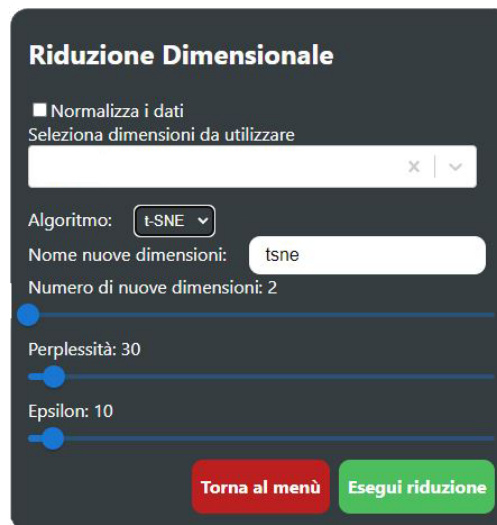 Riduzione Dimensionale
Normalizza i dati
Seleziona dimensioni da utilizzare
Algoritmo: t-SNE
Nome nuove dimensioni: tsne
Numero di nuove dimensioni: 2
Perplessità: 30
Epsilon: 10
Torna al menù Esegui riduzione